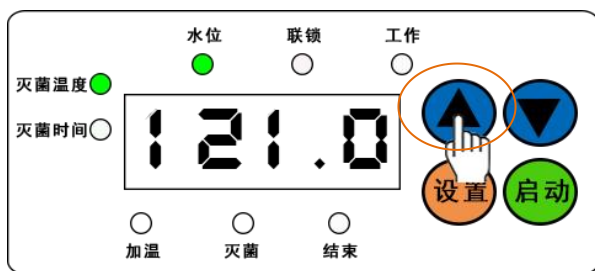 水位 联锁 工作
灭菌温度
灭菌时间
121.0
设置 启动
加温 灭菌 结束